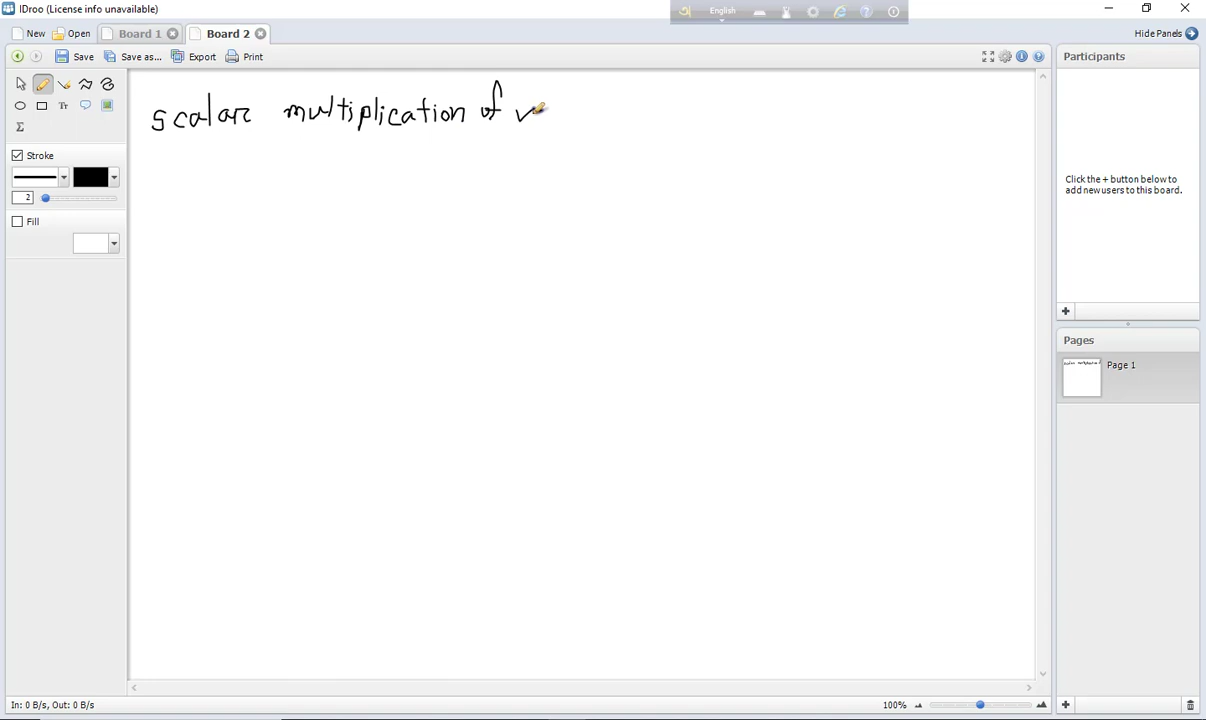 IDroo (License info unavailable)
English
New Open Board 1 Board 2 Hide Panels
Save Save as... Export Print
Participants
scalar multiplication of v
Stroke
2
Fill
Click the + button below to
add new users to this board.
Pages
Page 1
In: 0 B/s, Out: 0 B/s 100%